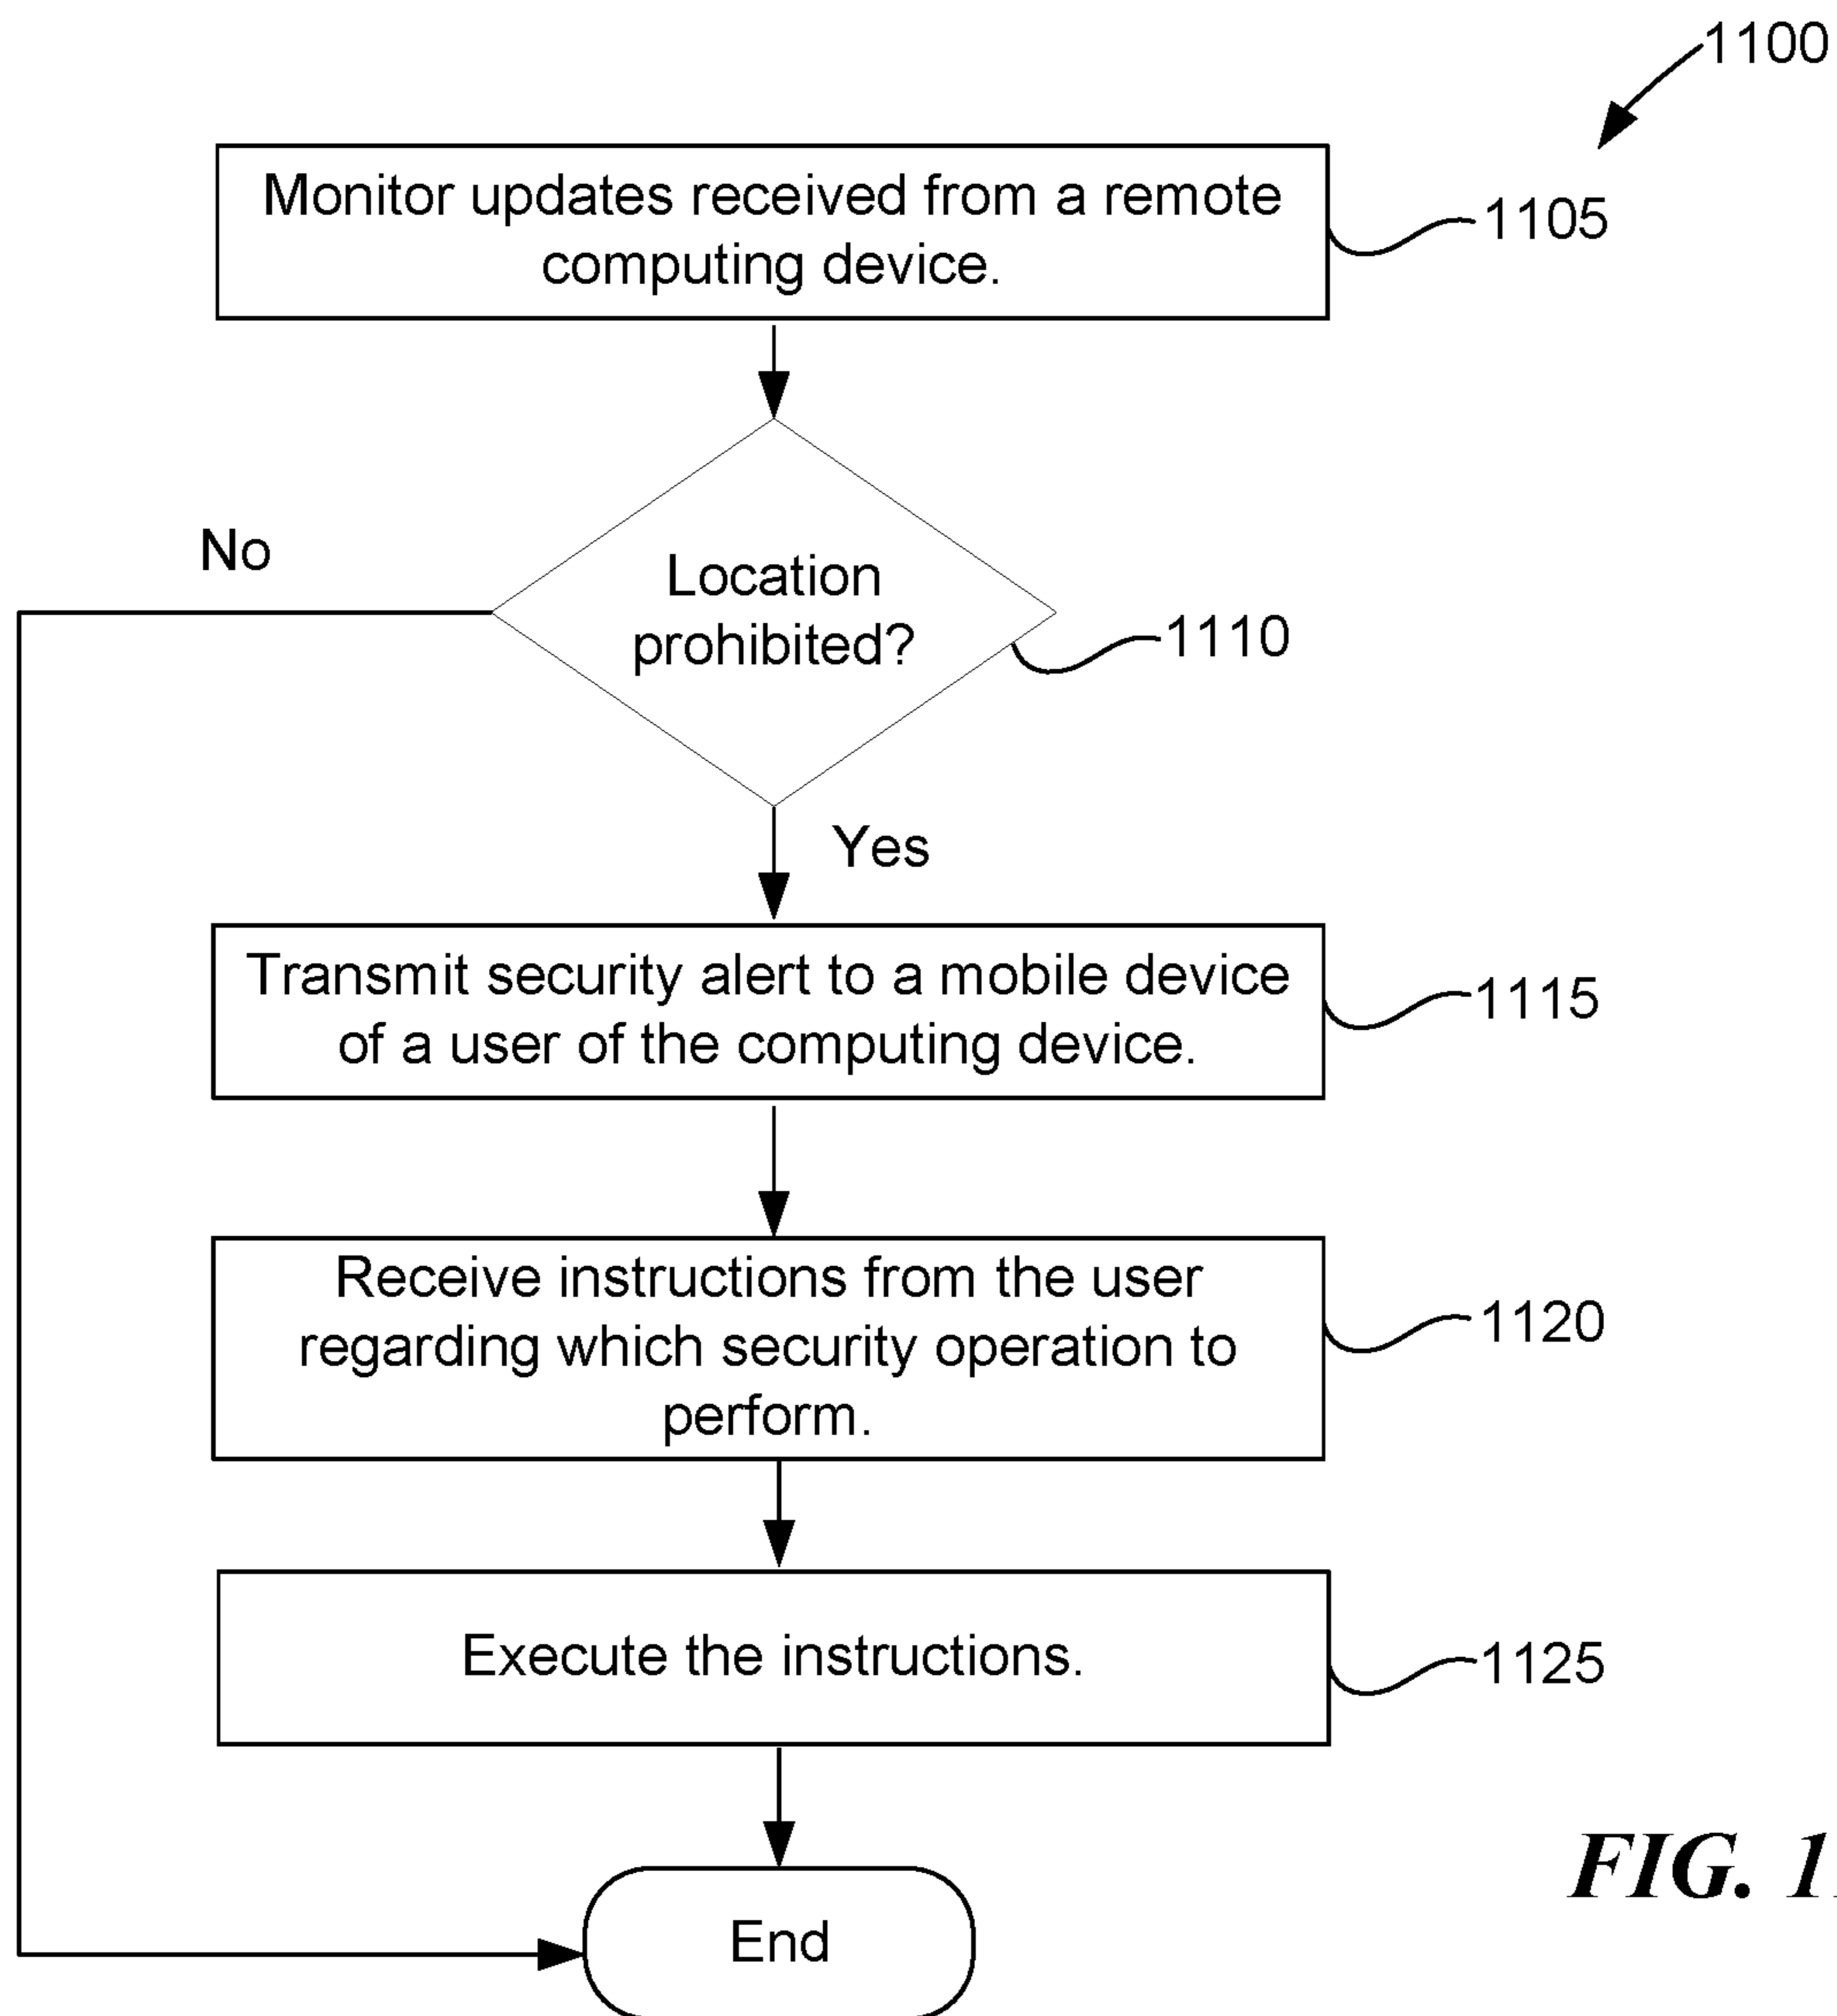 1100
Monitor updates received from a remote
computing device.
1105
No
Location
prohibited?
1110
Yes
Transmit security alert to a mobile device
of a user of the computing device.
1115
Receive instructions from the user
regarding which security operation to
perform.
1120
Execute the instructions.
1125
End
FIG.